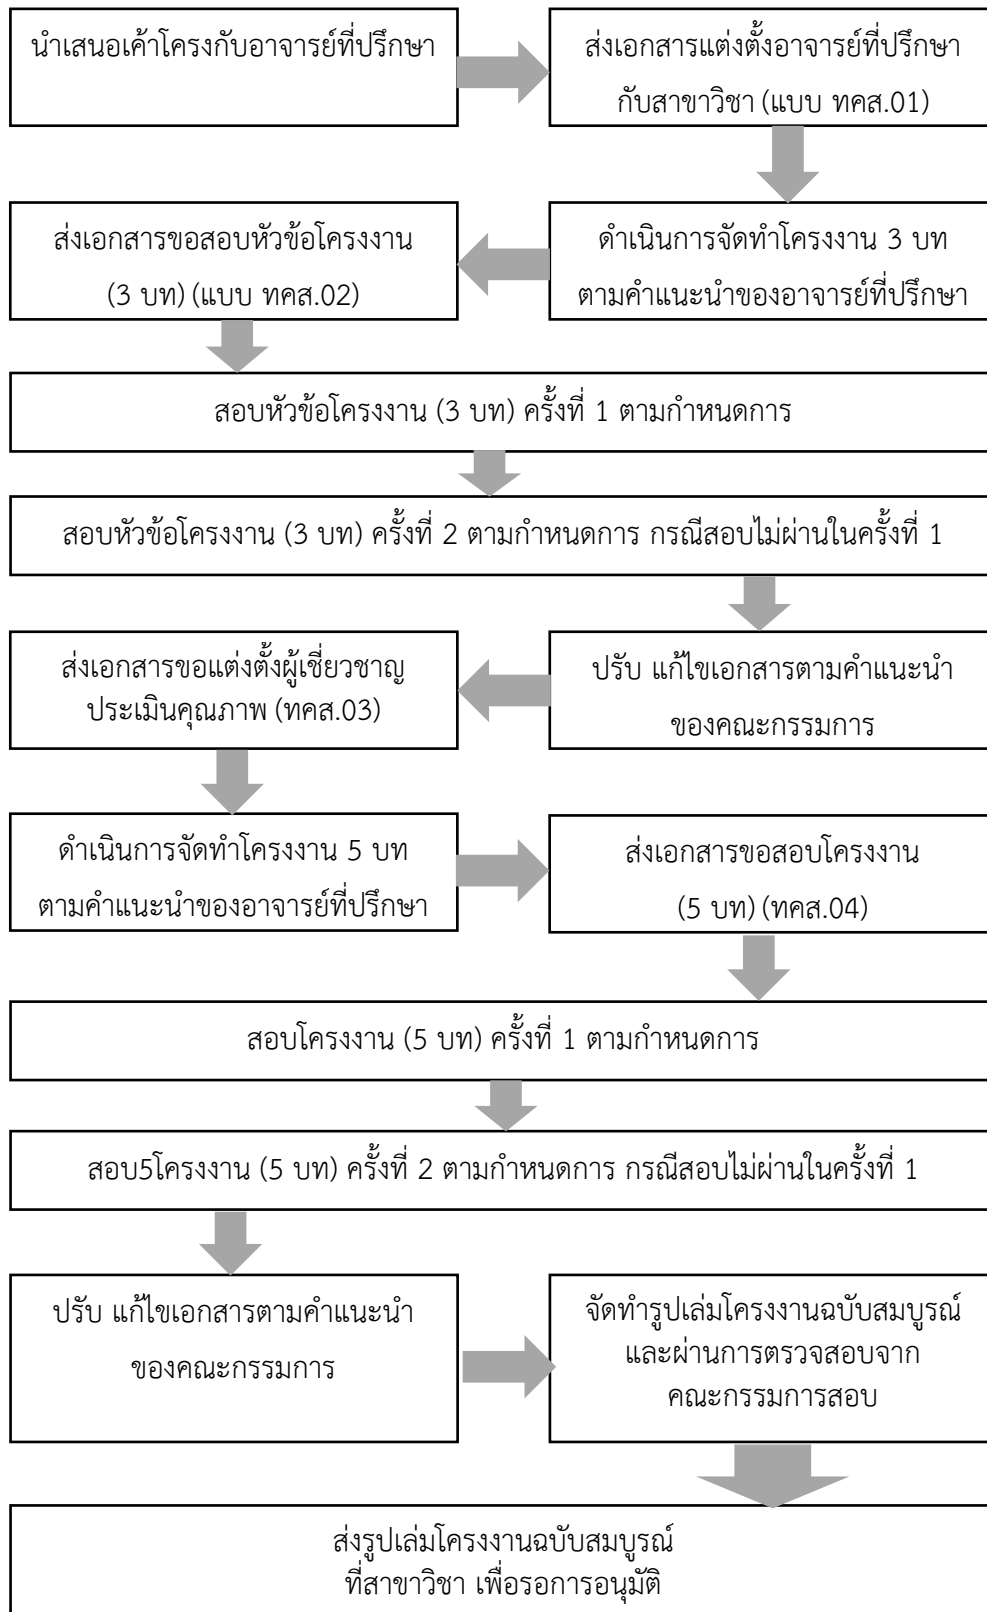 นำเสนอเค้าโครงกับอาจารย์ที่ปรึกษา
ส่งเอกสารแต่งตั้งอาจารย์ที่ปรึกษา
กับสาขาวิชา (แบบ ทคส.01)
ดำเนินการจัดทำโครงงาน 3 บท
ตามคำแนะนำของอาจารย์ที่ปรึกษา
ส่งเอกสารขอสอบหัวข้อโครงงาน
(3 บท) (แบบ ทคส.02)
สอบหัวข้อโครงงาน (3 บท) ครั้งที่ 1 ตามกำหนดการ
สอบหัวข้อโครงงาน (3 บท) ครั้งที่ 2 ตามกำหนดการ กรณีสอบไม่ผ่านในครั้งที่ 1
ปรับ แก้ไขเอกสารตามคำแนะนำ
ของคณะกรรมการ
ส่งเอกสารขอแต่งตั้งผู้เชี่ยวชาญ
ประเมินคุณภาพ (ทคส.03)
ดำเนินการจัดทำโครงงาน 5 บท
ตามคำแนะนำของอาจารย์ที่ปรึกษา
ส่งเอกสารขอสอบโครงงาน
(5 บท) (ทคส.04)
สอบโครงงาน (5 บท) ครั้งที่ 1 ตามกำหนดการ
สอบ5โครงงาน (5 บท) ครั้งที่ 2 ตามกำหนดการ กรณีสอบไม่ผ่านในครั้งที่ 1
ปรับ แก้ไขเอกสารตามคำแนะนำ
ของคณะกรรมการ
จัดทำรูปเล่มโครงงานฉบับสมบูรณ์
และผ่านการตรวจสอบจาก
คณะกรรมการสอบ
ส่งรูปเล่มโครงงานฉบับสมบูรณ์
ที่สาขาวิชา เพื่อรอการอนุมัติ